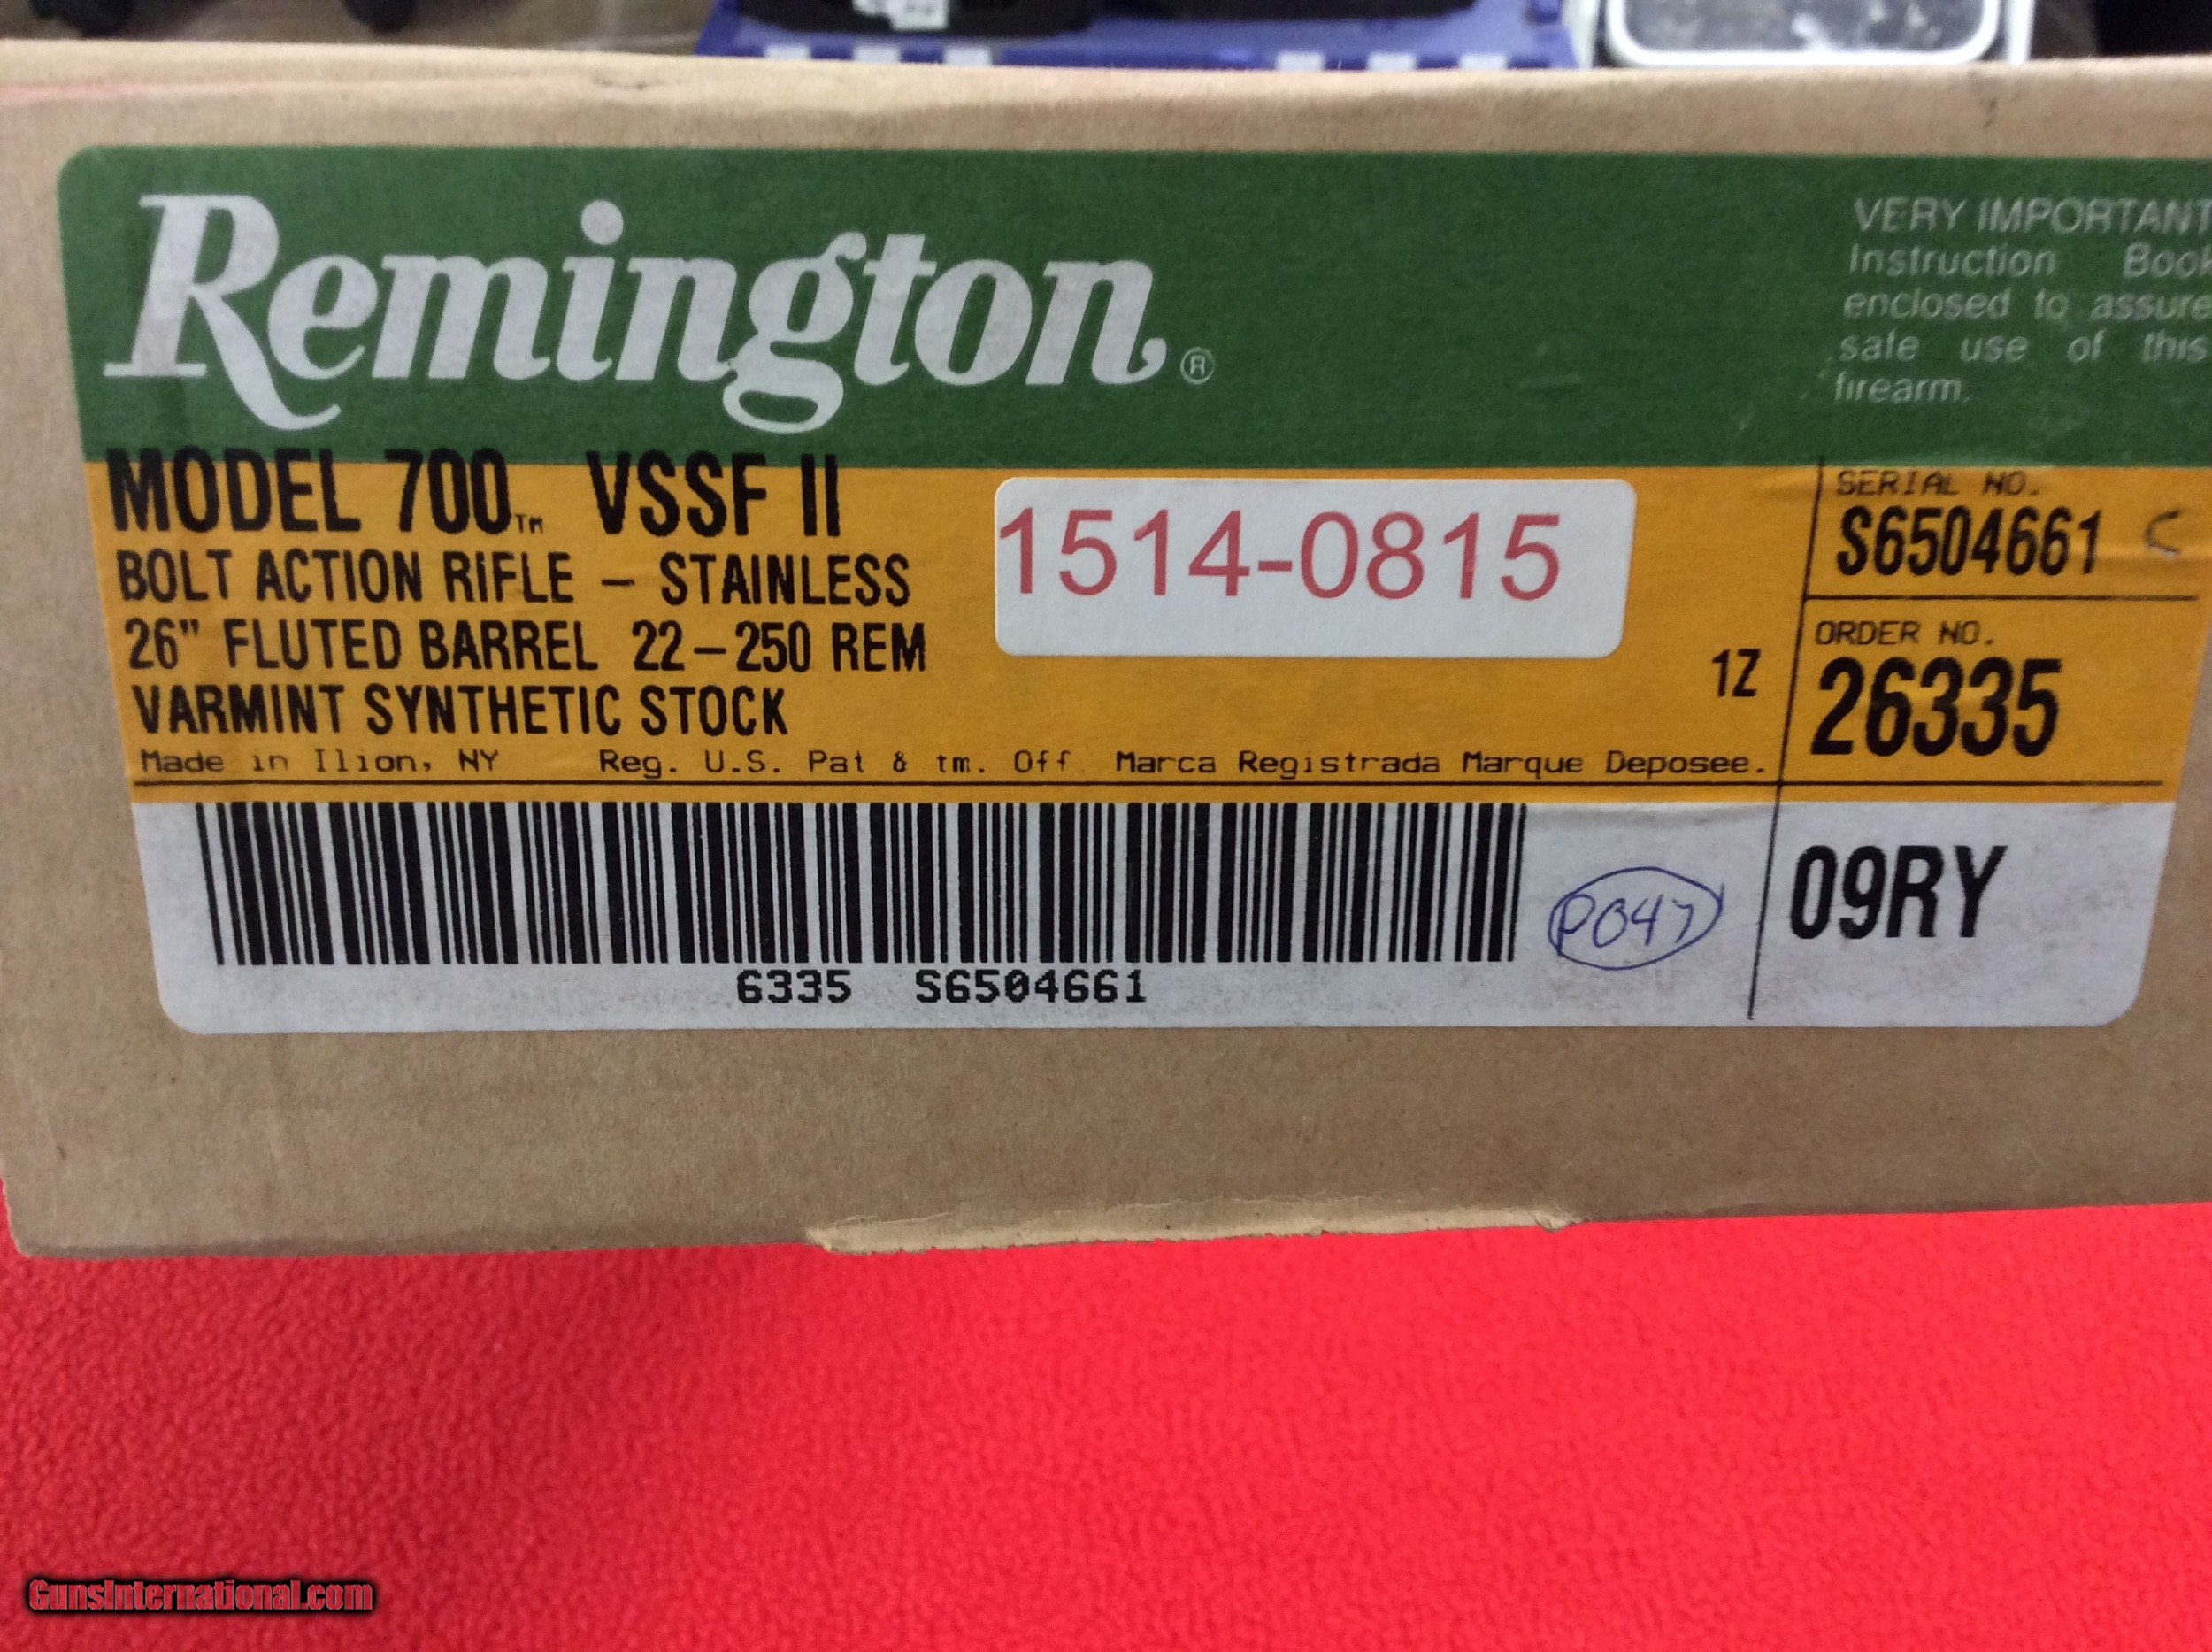 Remington®
VERY IMPORTANT
Instruction Book
enclosed to assure
safe use of this
firearm.
MODEL 700™ VSSF II
BOLT ACTION RIFLE – STAINLESS
26" FLUTED BARREL 22–250 REM
VARMINT SYNTHETIC STOCK
1514-0815
1Z
SERIAL NO.
S6504661 C
ORDER NO.
26335
Made in Ilion, NY Reg. U.S. Pat & tm. Off. Marca Registrada Marque Deposee.
6335 S6504661
P047
09RY
GunsInternational.com